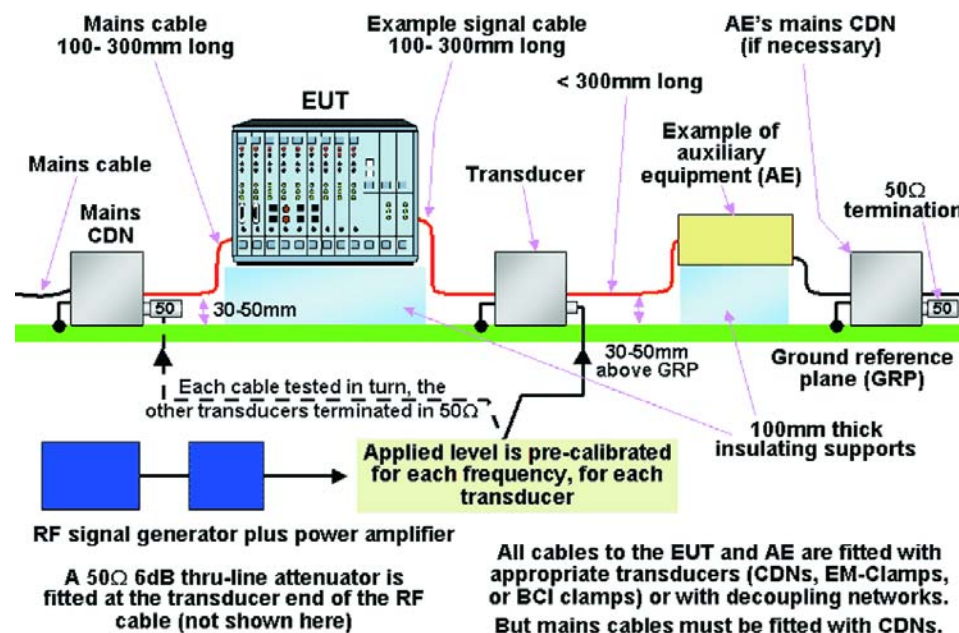 Mains cable
100- 300mm long
Example signal cable
100- 300mm long
AE's mains CDN
(if necessary)
EUT
< 300mm long
Example of
auxiliary
equipment (AE)
Mains cable
Transducer
50Ω
termination
Mains
CDN
50
30-50mm
50
30-50mm
above GRP
Ground reference
plane (GRP)
Each cable tested in turn, the
other transducers terminated in 50Ω
100mm thick
insulating supports
Applied level is pre-calibrated
for each frequency, for each
transducer
RF signal generator plus power amplifier
A 50Ω 6dB thru-line attenuator is
fitted at the transducer end of the RF
cable (not shown here)
All cables to the EUT and AE are fitted with
appropriate transducers (CDNs, EM-Clamps,
or BCI clamps) or with decoupling networks.
But mains cables must be fitted with CDNs.